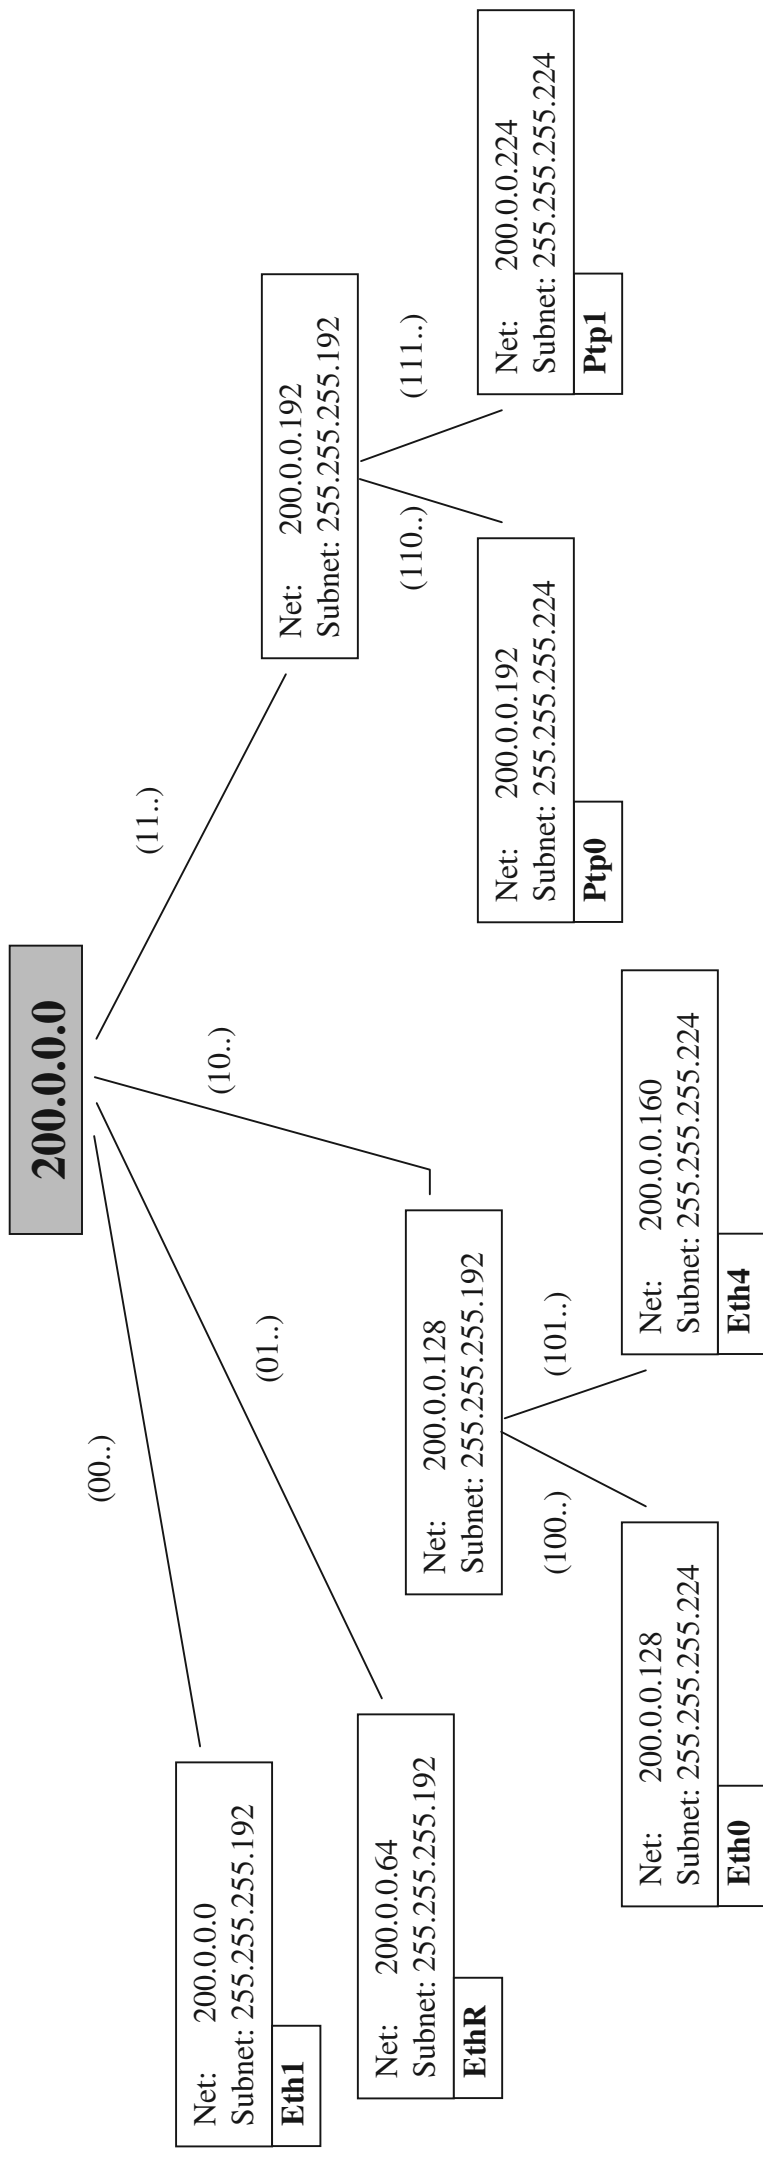 200.0.0.0
(00..)
(01..)
(10..)
(11..)
Net: 200.0.0.0
Subnet: 255.255.255.192
Eth1
Net: 200.0.0.64
Subnet: 255.255.255.192
EthR
Net: 200.0.0.128
Subnet: 255.255.255.192
(100..)
(101..)
Net: 200.0.0.128
Subnet: 255.255.255.224
Eth0
Net: 200.0.0.160
Subnet: 255.255.255.224
Eth4
Net: 200.0.0.192
Subnet: 255.255.255.192
(110..)
(111..)
Net: 200.0.0.192
Subnet: 255.255.255.224
Ptp0
Net: 200.0.0.224
Subnet: 255.255.255.224
Ptp1